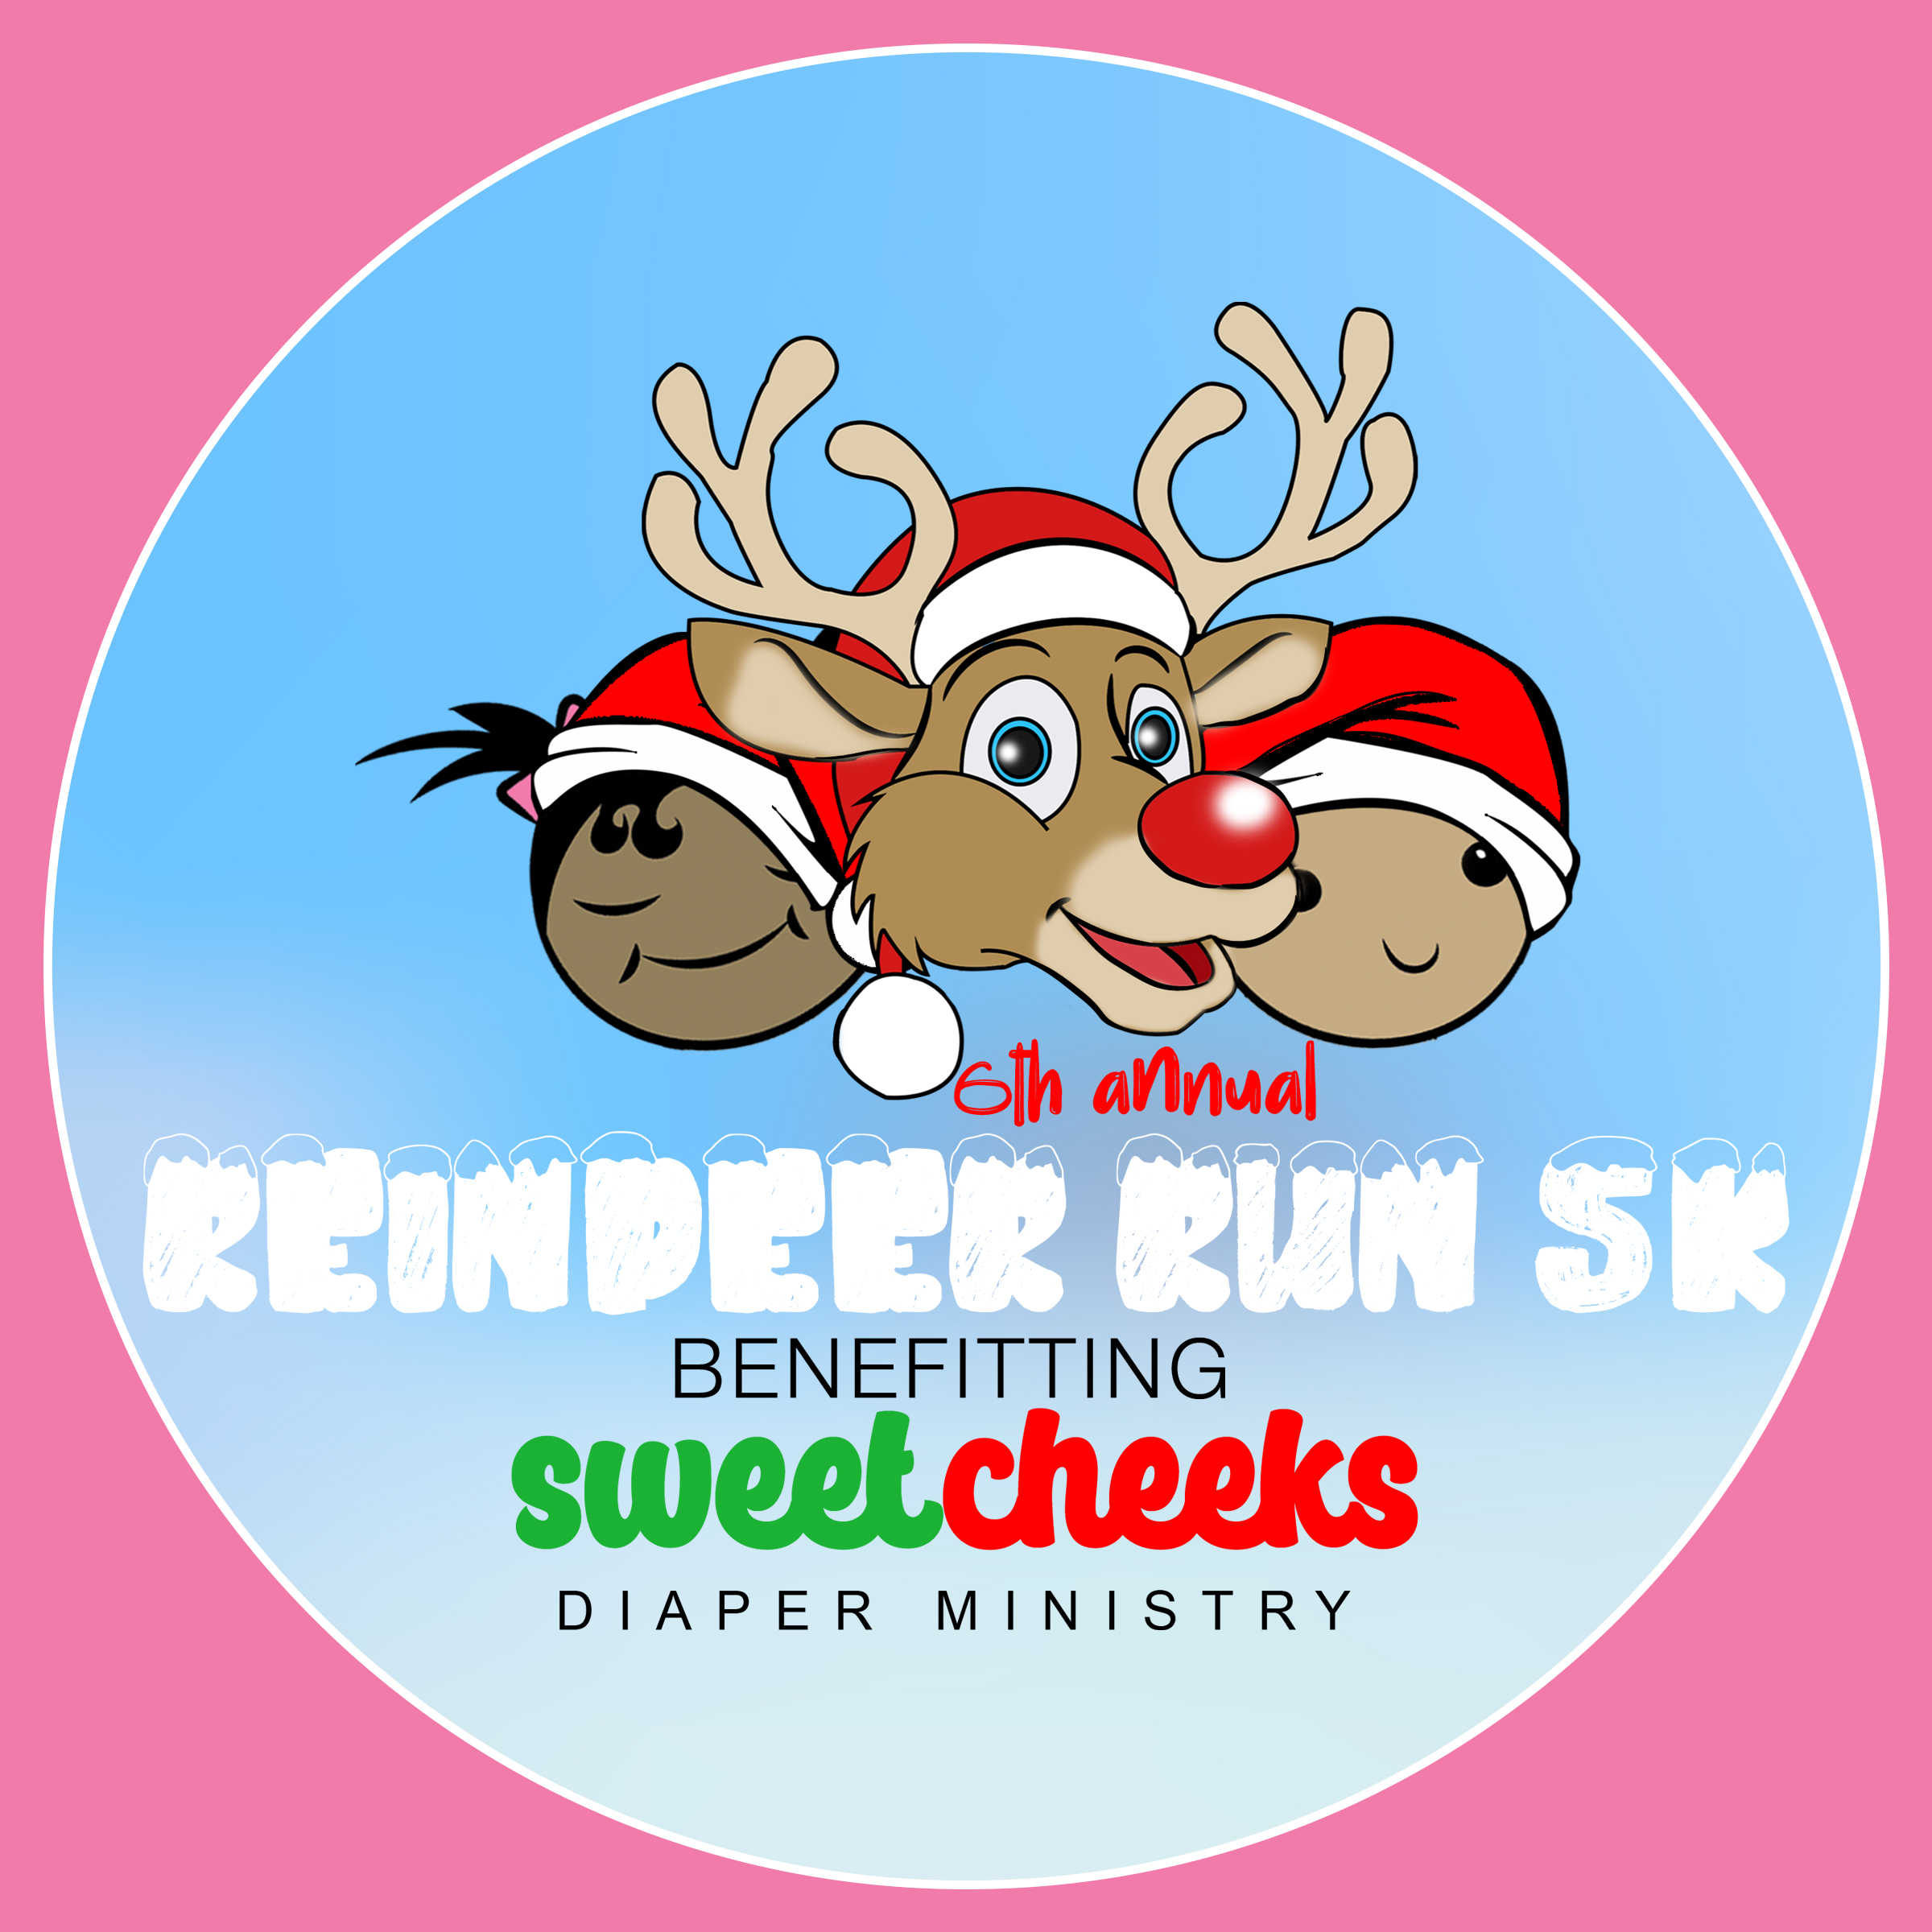 6th annual
REINDEER RUN 5K
BENEFITTING
sweetcheeks
DIAPER MINISTRY